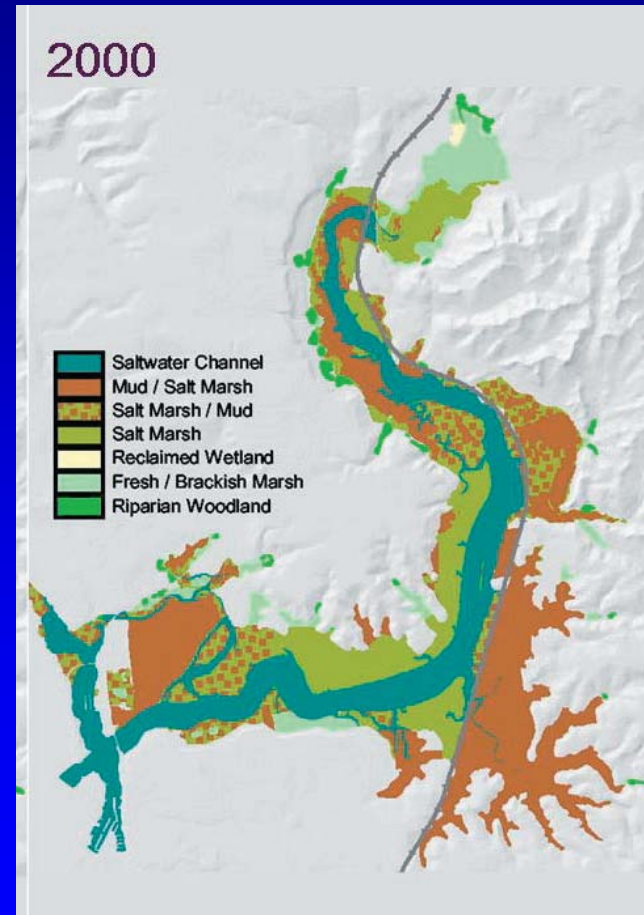 2000
Saltwater Channel
Mud / Salt Marsh
Salt Marsh / Mud
Salt Marsh
Reclaimed Wetland
Fresh / Brackish Marsh
Riparian Woodland